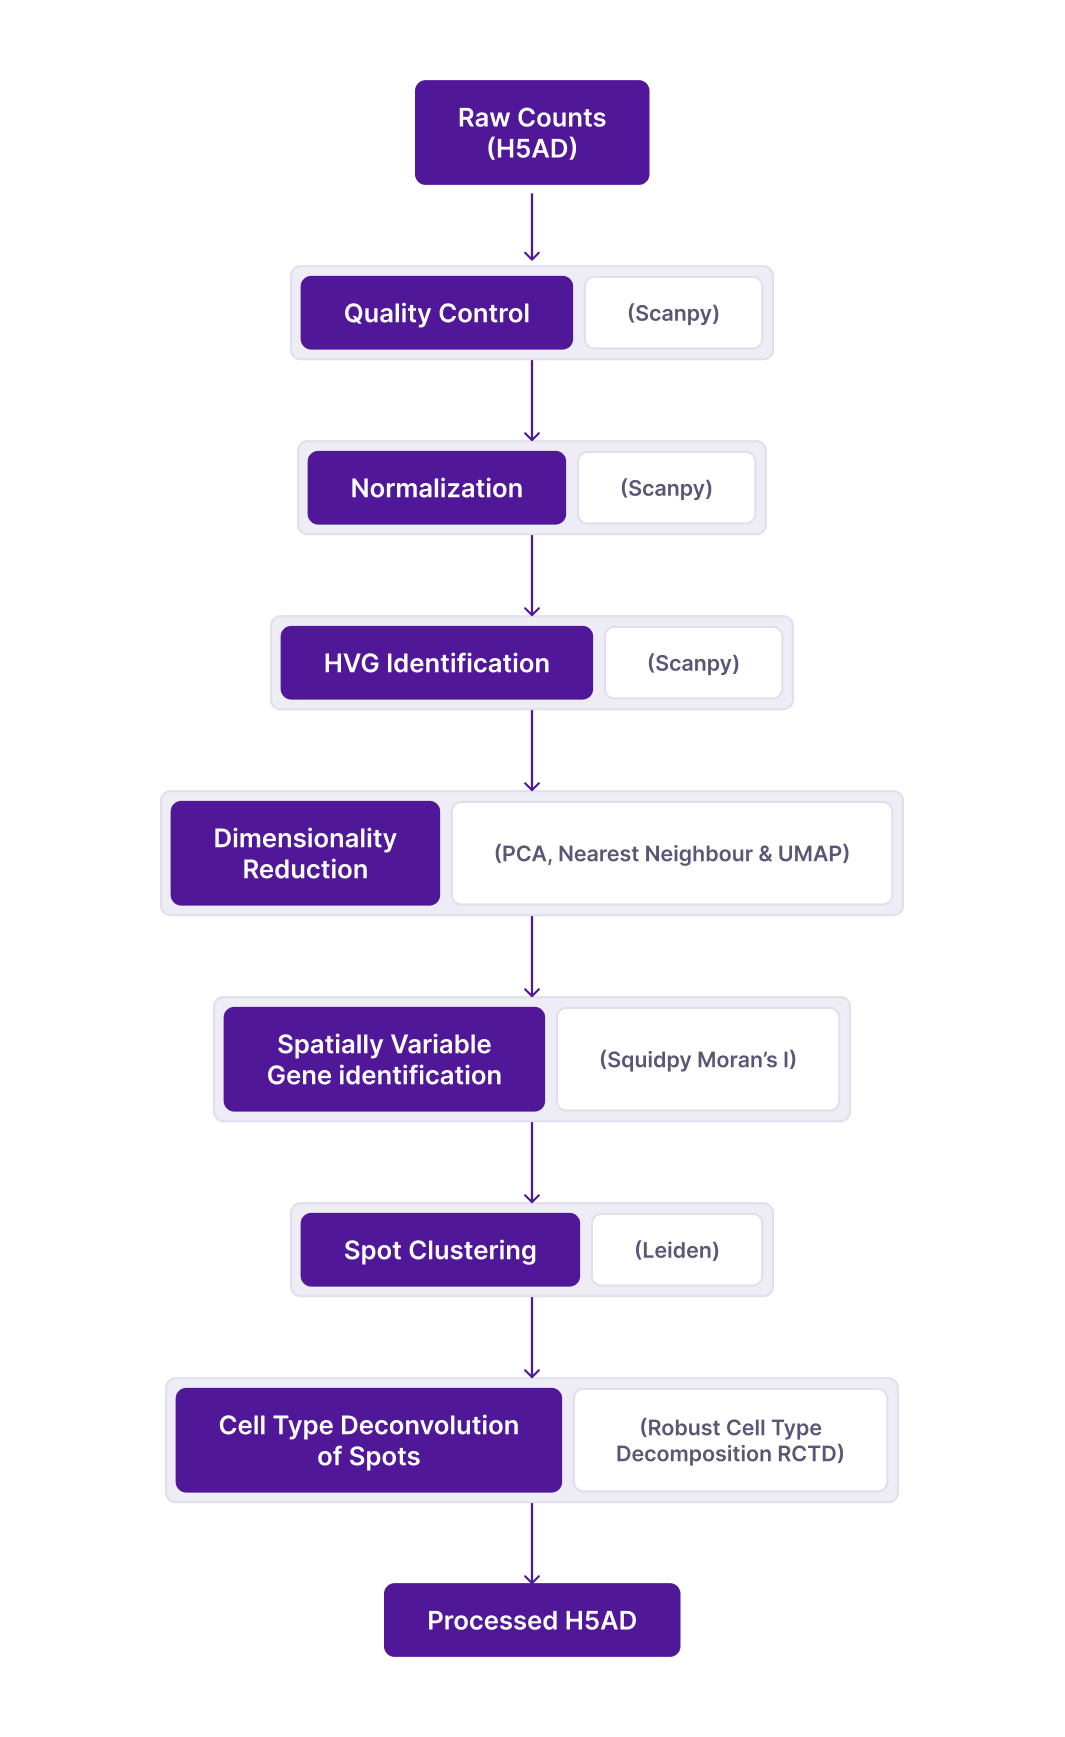 Raw Counts
(H5AD)
Quality Control
(Scanpy)
Normalization
(Scanpy)
HVG Identification
(Scanpy)
Dimensionality
Reduction
(PCA, Nearest Neighbour & UMAP)
Spatially Variable
Gene identification
(Squidpy Moran’s I)
Spot Clustering
(Leiden)
Cell Type Deconvolution
of Spots
(Robust Cell Type
Decomposition RCTD)
Processed H5AD